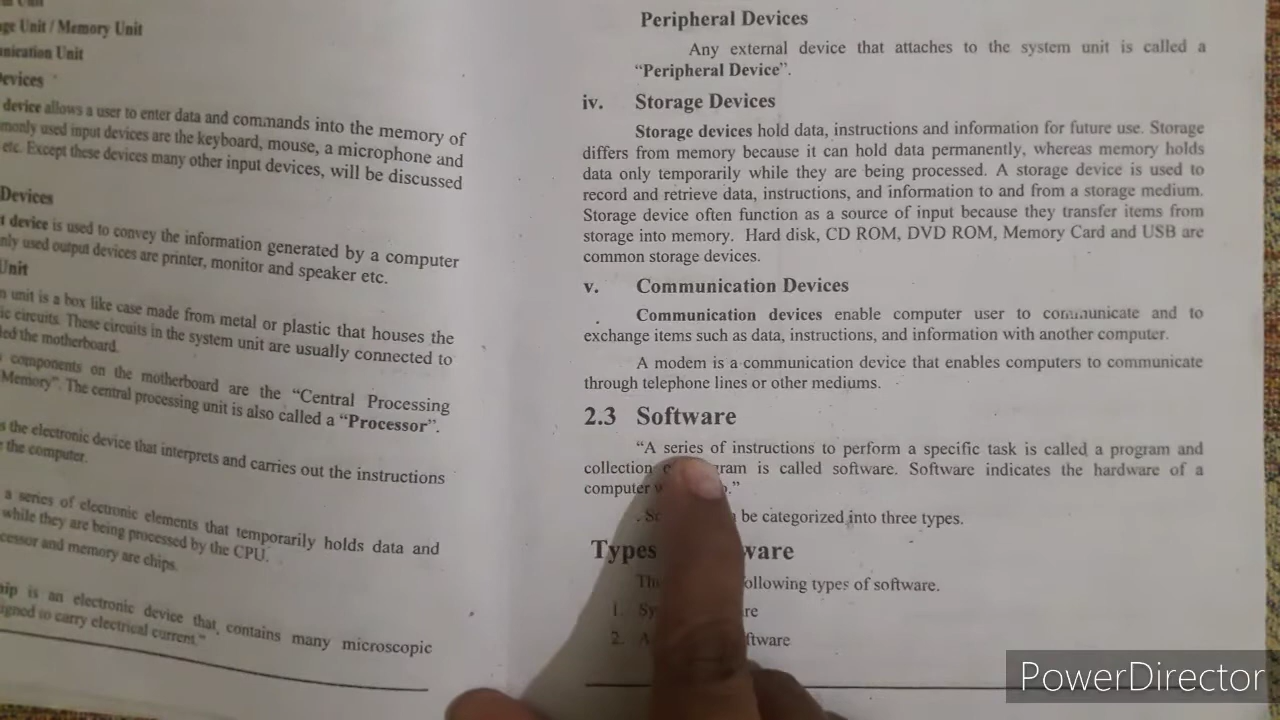 ge Unit / Memory Unit
nication Unit
evices
device allows a user to enter data and commands into the memory of
monly used input devices are the keyboard, mouse, a microphone and
etc. Except these devices many other input devices, will be discussed
Devices
t device is used to convey the information generated by a computer
nly used output devices are printer, monitor and speaker etc.
Unit
n unit is a box like case made from metal or plastic that houses the
ic circuits. These circuits in the system unit are usually connected to
led the motherboard.
components on the motherboard are the “Central Processing
Memory”. The central processing unit is also called a “Processor”.
s the electronic device that interprets and carries out the instructions
the computer.
a series of electronic elements that temporarily holds data and
while they are being processed by the CPU.
cessor and memory are chips.
hip is an electronic device that contains many microscopic
igned to carry electrical current.”
Peripheral Devices
Any external device that attaches to the system unit is called a
“Peripheral Device”.
iv. Storage Devices
Storage devices hold data, instructions and information for future use. Storage
differs from memory because it can hold data permanently, whereas memory holds
data only temporarily while they are being processed. A storage device is used to
record and retrieve data, instructions, and information to and from a storage medium.
Storage device often function as a source of input because they transfer items from
storage into memory. Hard disk, CD ROM, DVD ROM, Memory Card and USB are
common storage devices.
v. Communication Devices
Communication devices enable computer user to communicate and to
exchange items such as data, instructions, and information with another computer.
A modem is a communication device that enables computers to communicate
through telephone lines or other mediums.
2.3 Software
“A series of instructions to perform a specific task is called a program and
collection ram is called software. Software indicates the hardware of a
computer
be categorized into three types.
Types ware
ollowing types of software.
1. Sy re
2. A ftware
PowerDirector